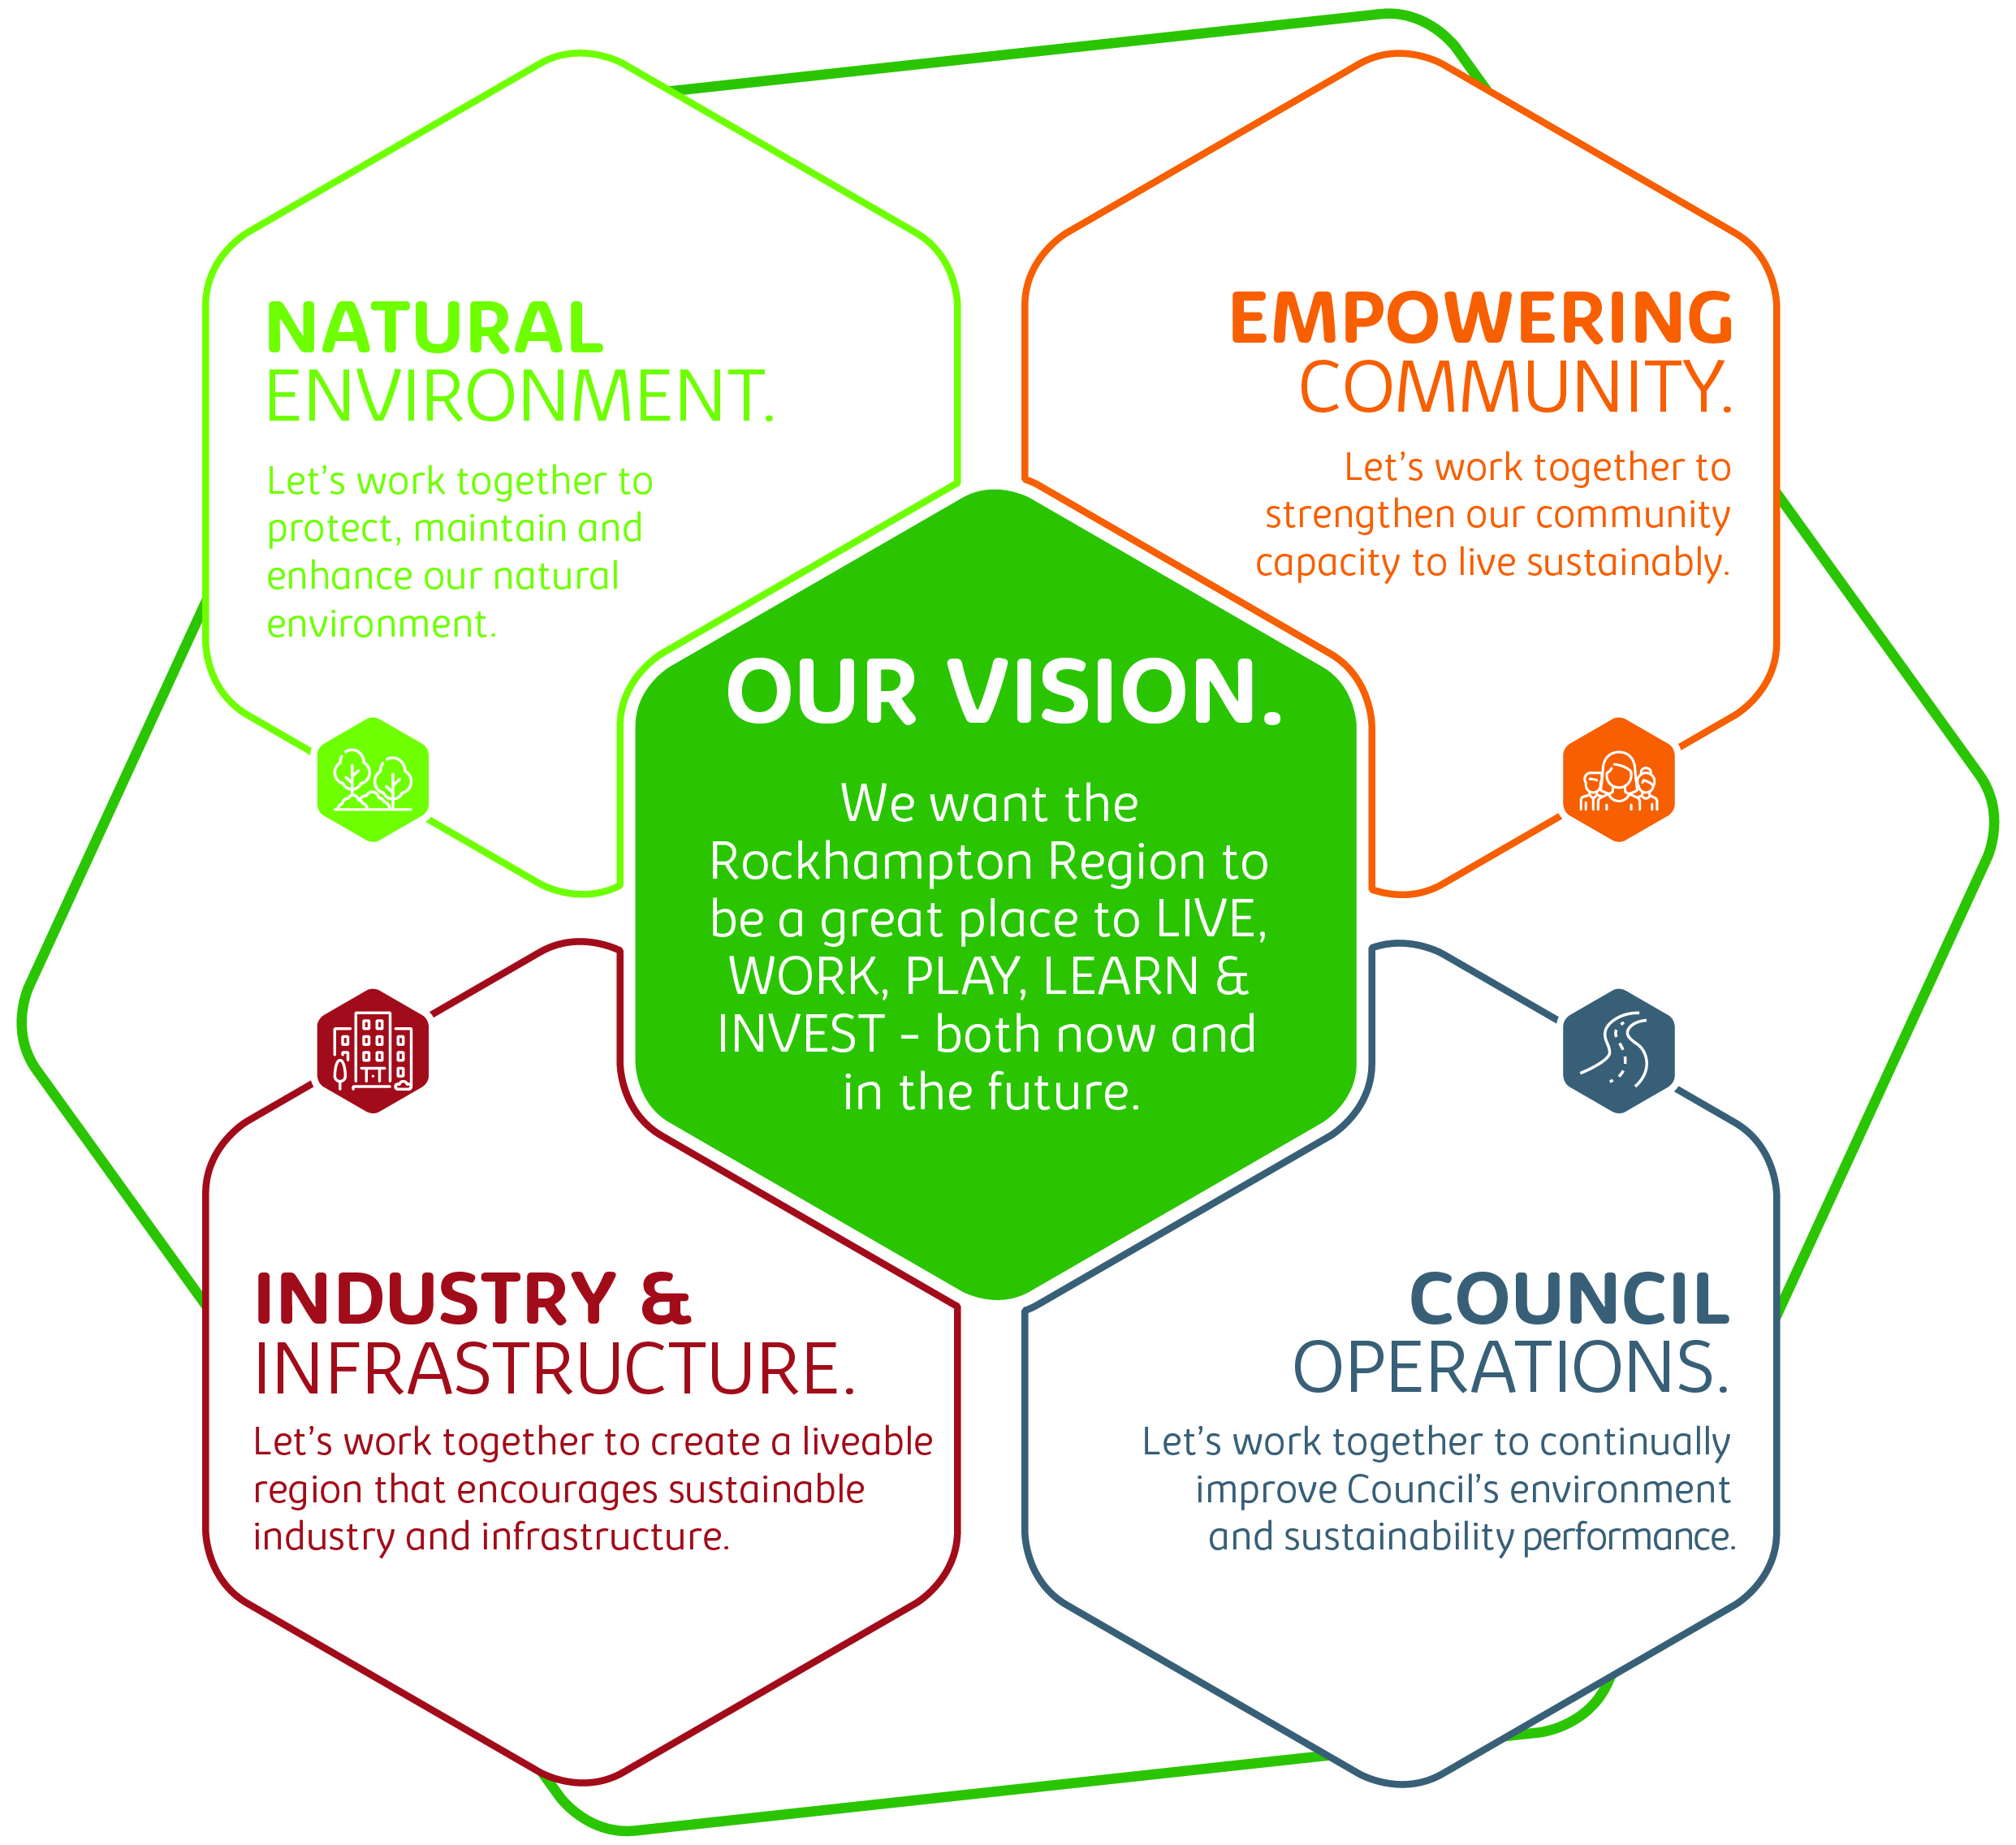 NATURAL
ENVIRONMENT.
Let's work together to
protect, maintain and
enhance our natural
environment.
EMPOWERING
COMMUNITY.
Let's work together to
strengthen our community
capacity to live sustainably.
OUR VISION.
We want the
Rockhampton Region to
be a great place to LIVE,
WORK, PLAY, LEARN &
INVEST - both now and
in the future.
INDUSTRY &
INFRASTRUCTURE.
Let's work together to create a liveable
region that encourages sustainable
industry and infrastructure.
COUNCIL
OPERATIONS.
Let's work together to continually
improve Council's environment
and sustainability performance.